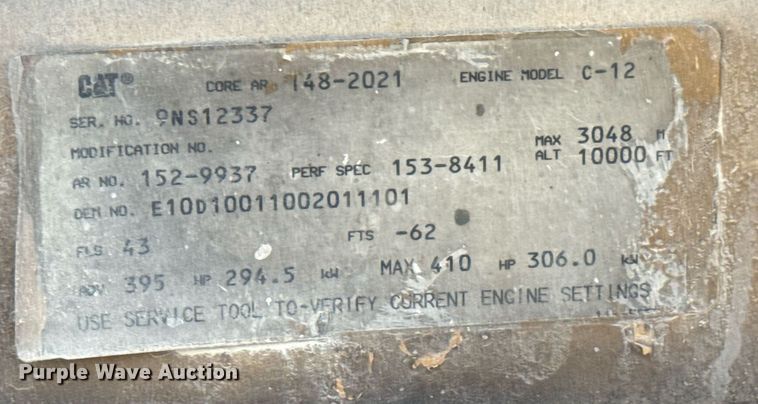 CAT® CORE AR 148-2021 ENGINE MODEL C-12
SER. NO. 9NS12337
MODIFICATION NO.
AR NO. 152-9937 PERF SPEC 153-8411 MAX 3048 M
ALT 10000 FT
OEM NO. E10D10011002011101
FLS 43 FTS -62
ADV 395 HP 294.5 kW MAX 410 HP 306.0 kW
USE SERVICE TOOL TO-VERIFY CURRENT ENGINE SETTINGS
Purple Wave Auction